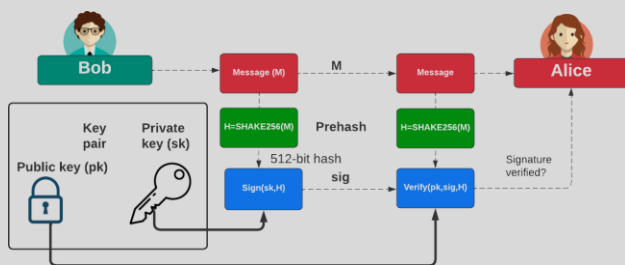 Bob
Message (M)
M
Message
Alice
H=SHAKE256(M)
Prehash
H=SHAKE256(M)
Key
pair
Private
key (sk)
Public key (pk)
512-bit hash
sig
Sign(sk,H)
Verify(pk,sig,H)
Signature
verified?